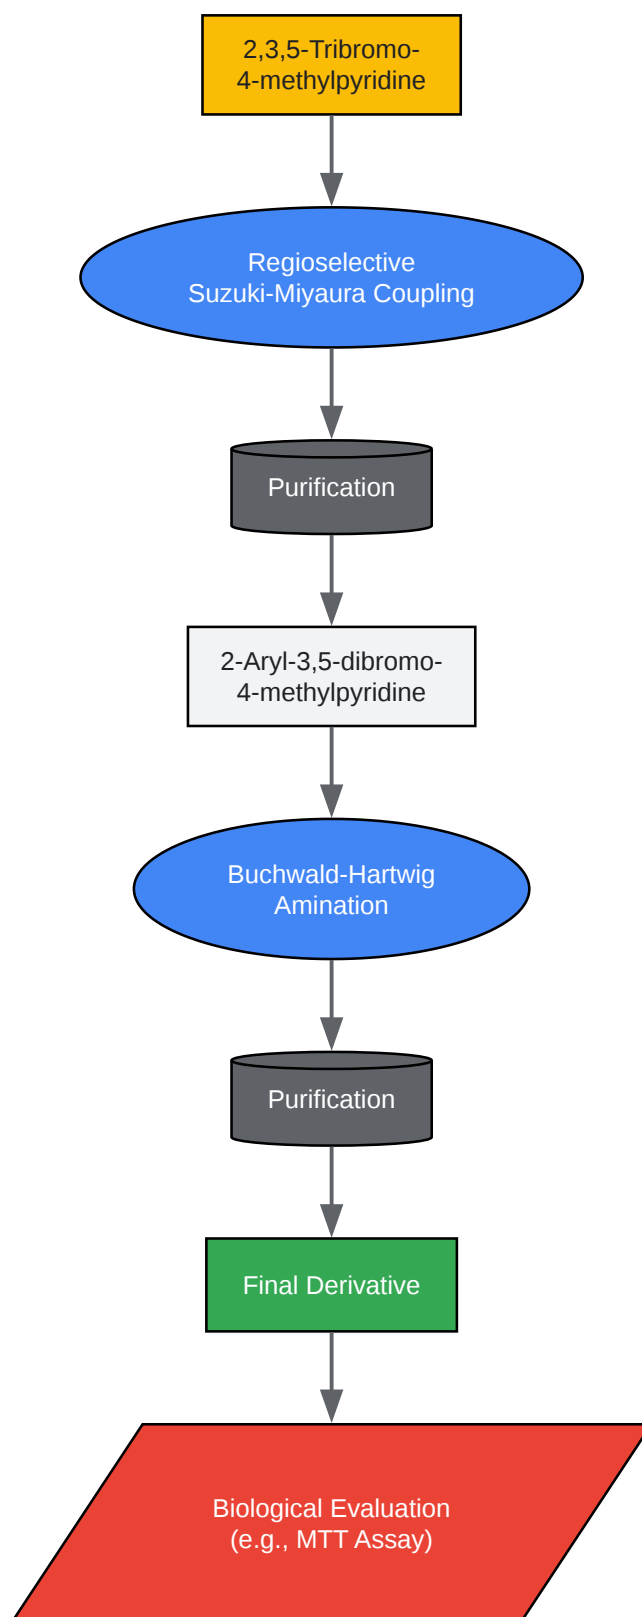 2,3,5-Tribromo-
4-methylpyridine
Regioselective
Suzuki-Miyaura Coupling
Purification
2-Aryl-3,5-dibromo-
4-methylpyridine
Buchwald-Hartwig
Amination
Purification
Final Derivative
Biological Evaluation
(e.g., MTT Assay)